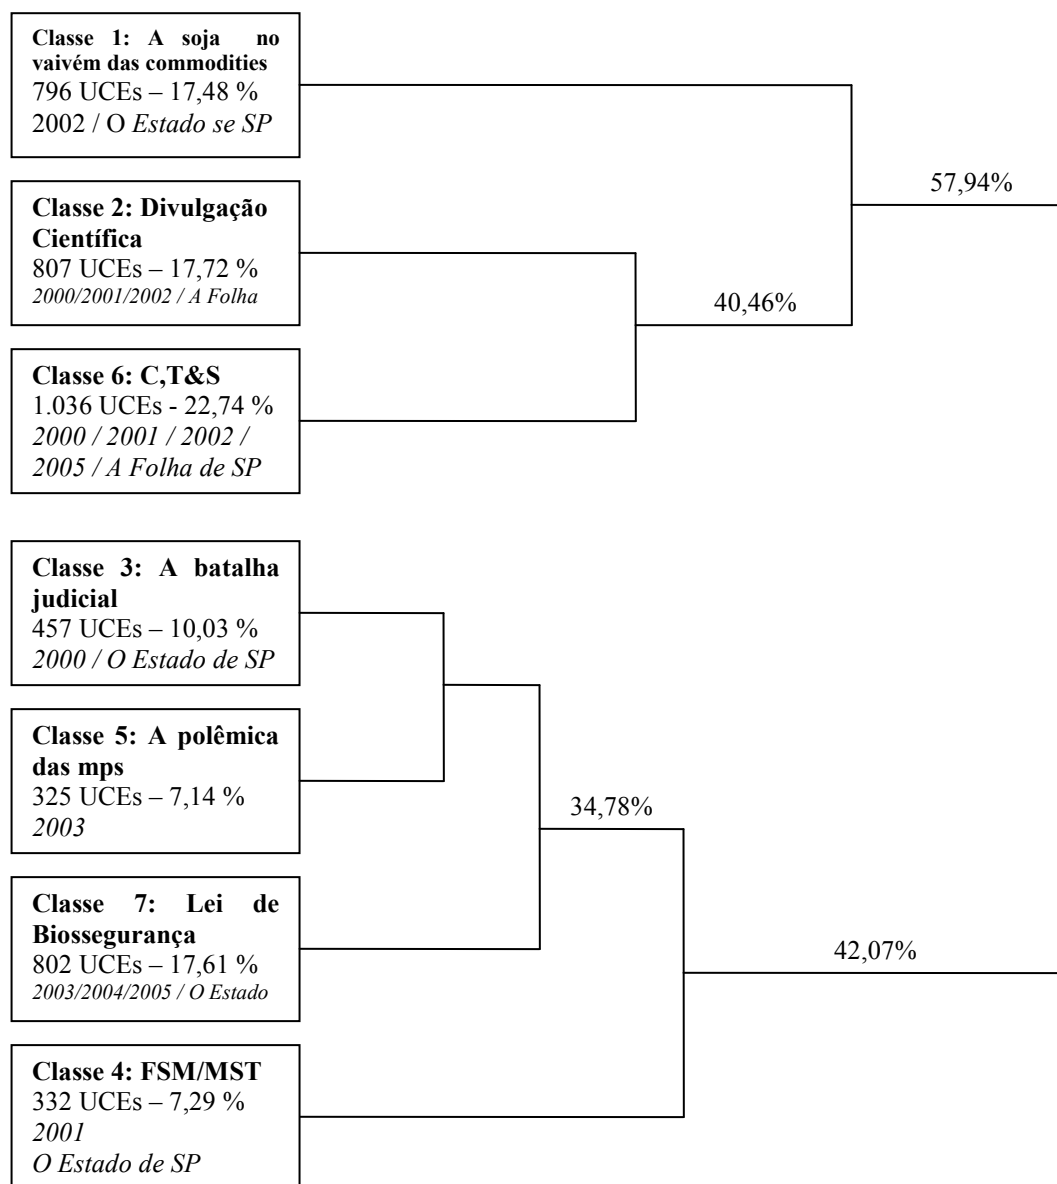 Classe 1: A soja no
vaivém das commodities
796 UCEs – 17,48 %
2002 / O Estado se SP
57,94%
Classe 2: Divulgação
Científica
807 UCEs – 17,72 %
2000/2001/2002 / A Folha
40,46%
Classe 6: C,T&S
1.036 UCEs - 22,74 %
2000 / 2001 / 2002 /
2005 / A Folha de SP
Classe 3: A batalha
judicial
457 UCEs – 10,03 %
2000 / O Estado de SP
Classe 5: A polêmica
das mps
325 UCEs – 7,14 %
2003
34,78%
Classe 7: Lei de
Biossegurança
802 UCEs – 17,61 %
2003/2004/2005 / O Estado
42,07%
Classe 4: FSM/MST
332 UCEs – 7,29 %
2001
O Estado de SP